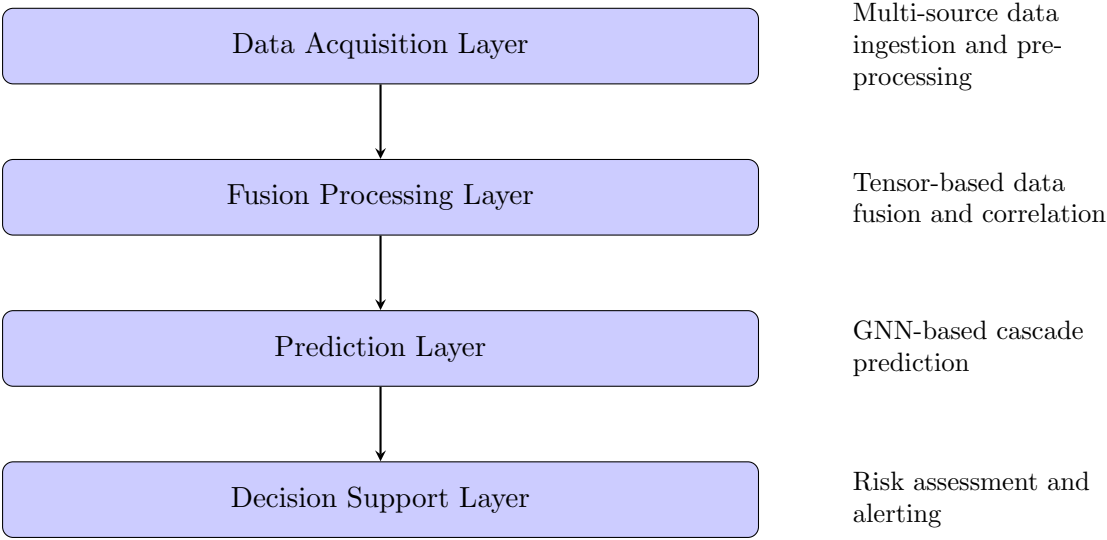 Data Acquisition Layer
Multi-source data
ingestion and pre-
processing
Fusion Processing Layer
Tensor-based data
fusion and correlation
Prediction Layer
GNN-based cascade
prediction
Decision Support Layer
Risk assessment and
alerting